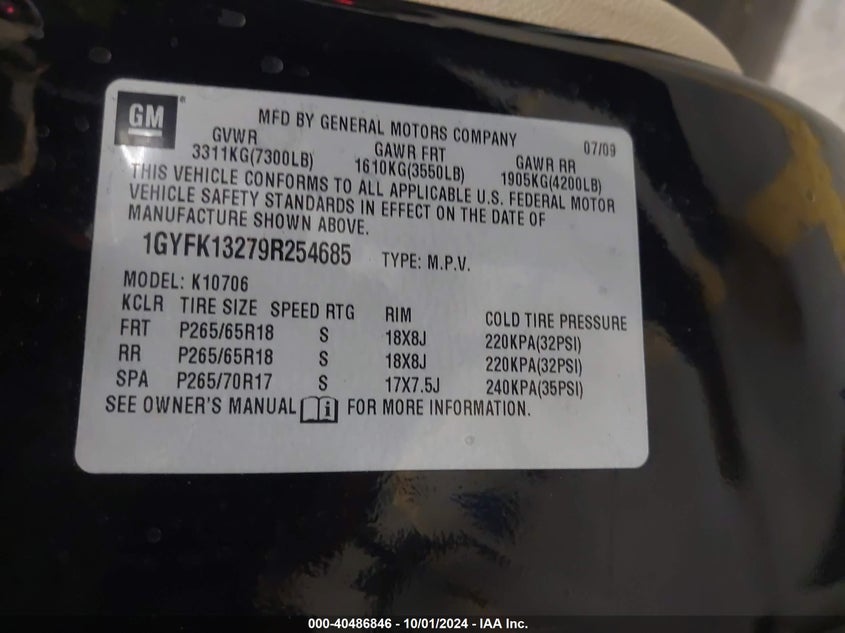 GM
MFD BY GENERAL MOTORS COMPANY 07/09
GVWR GAWR FRT GAWR RR
3311KG(7300LB) 1610KG(3550LB) 1905KG(4200LB)
THIS VEHICLE CONFORMS TO ALL APPLICABLE U.S. FEDERAL MOTOR
VEHICLE SAFETY STANDARDS IN EFFECT ON THE DATE OF
MANUFACTURE SHOWN ABOVE.
1GYFK13279R254685 TYPE: M.P.V.
MODEL: K10706
KCLR TIRE SIZE SPEED RTG RIM COLD TIRE PRESSURE
FRT P265/65R18 S 18X8J 220KPA(32PSI)
RR P265/65R18 S 18X8J 220KPA(32PSI)
SPA P265/70R17 S 17X7.5J 240KPA(35PSI)
SEE OWNER'S MANUAL FOR MORE INFORMATION.
000-40486846 - 10/01/2024 - IAA Inc.